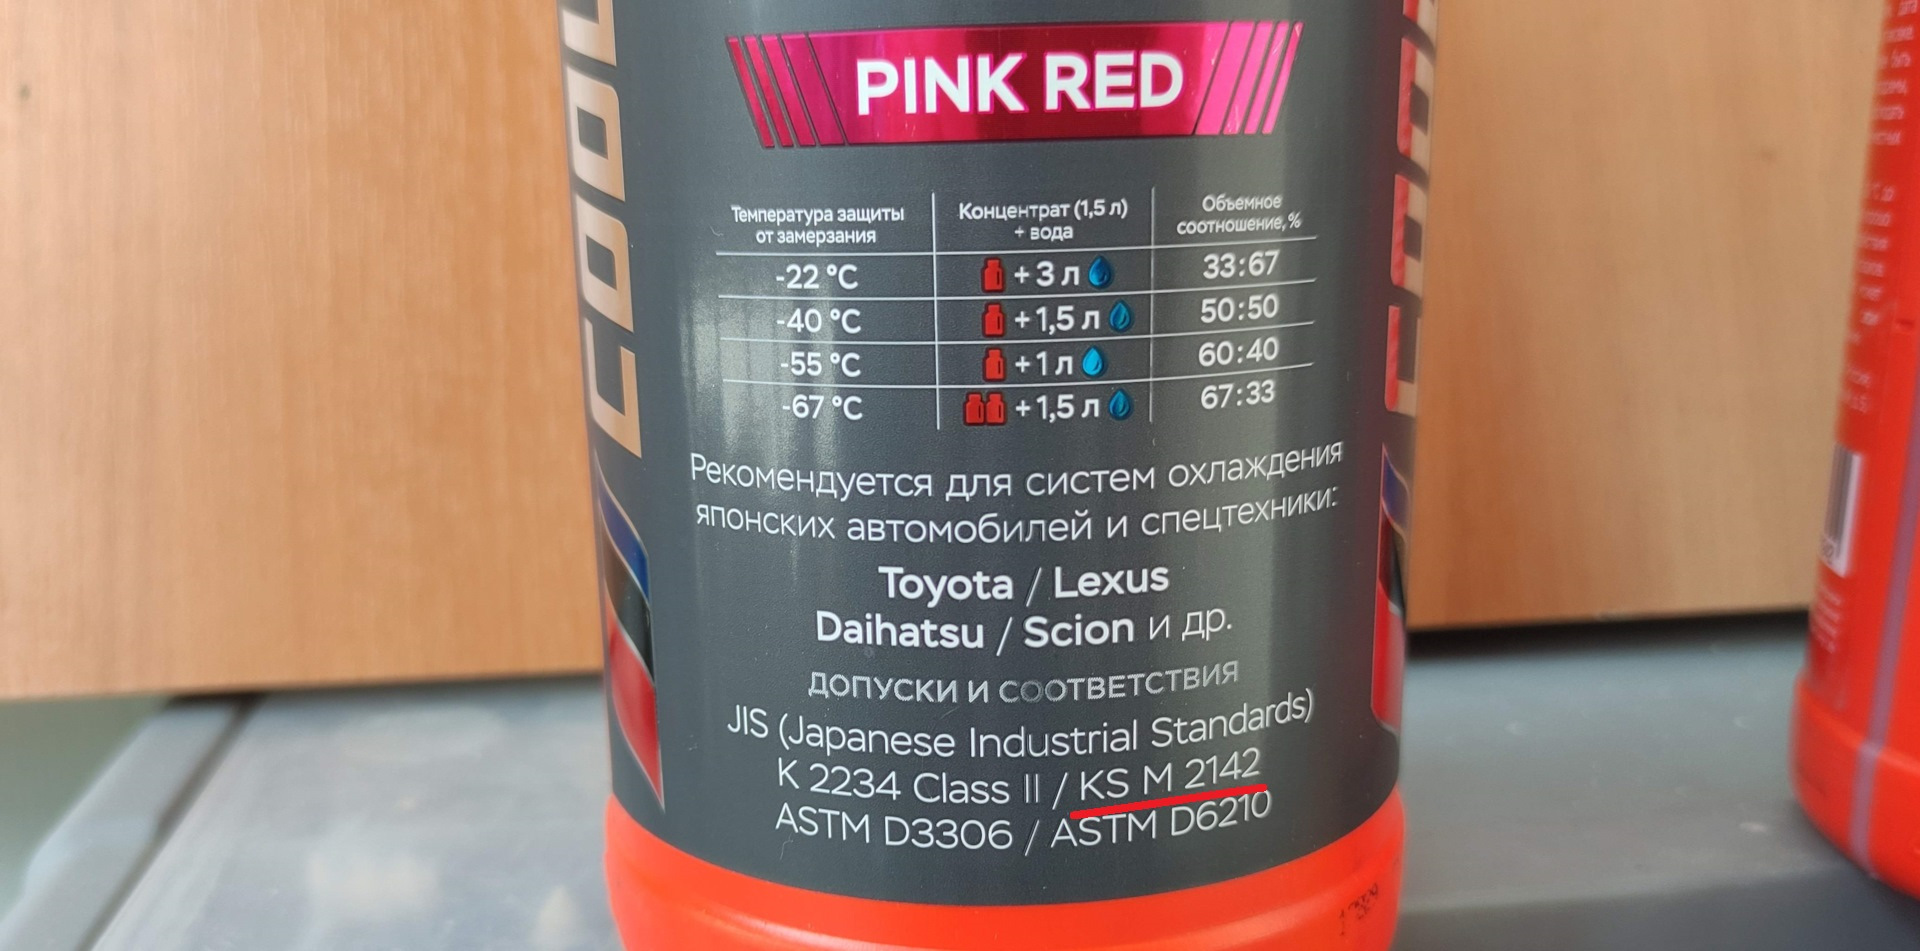 PINK RED
Температура защиты от замерзания
Концентрат (1,5 л) + вода
Объемное соотношение, %
-22 °C + 3 л 33:67
-40 °C + 1,5 л 50:50
-55 °C + 1 л 60:40
-67 °C + 1,5 л 67:33
Рекомендуется для систем охлаждения
японских автомобилей и спецтехники:
Toyota / Lexus
Daihatsu / Scion и др.
ДОПУСКИ И СООТВЕТСТВИЯ
JIS (Japanese Industrial Standards)
K 2234 Class II / KS M 2142
ASTM D3306 / ASTM D6210